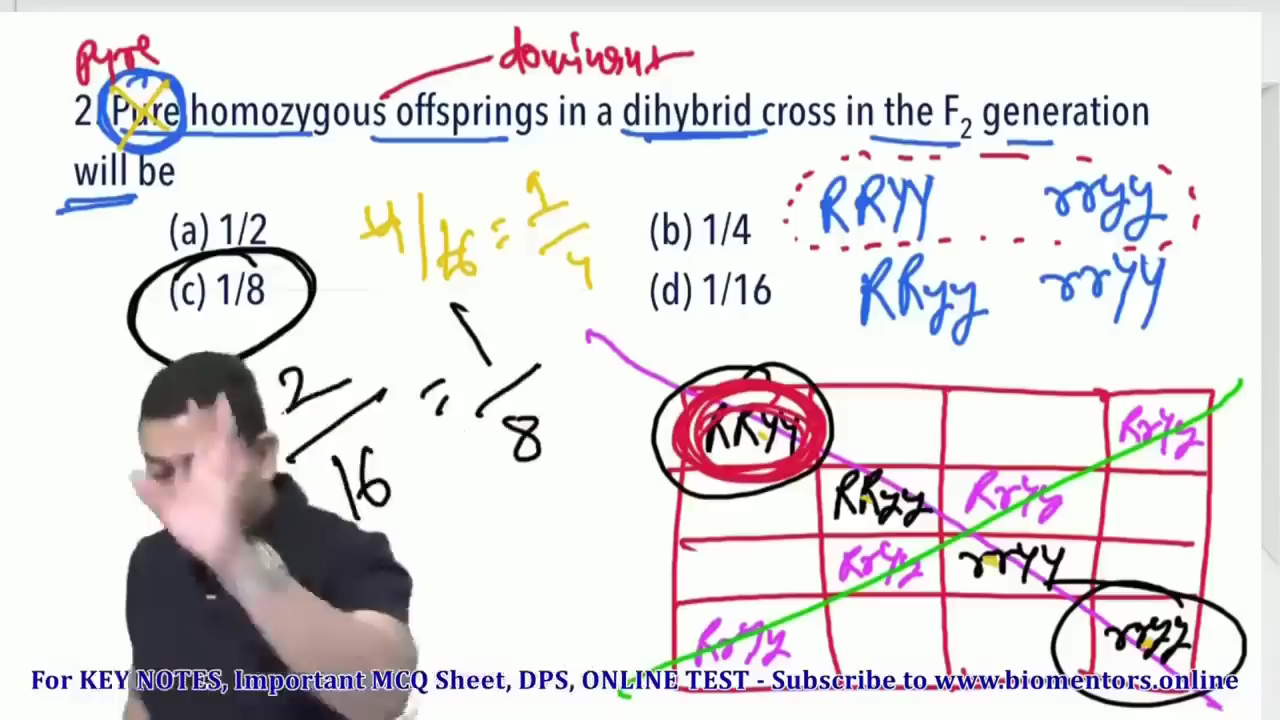 pure
dominant
2. Pure homozygous offsprings in a dihybrid cross in the F2 generation
will be
RRYY rryy
(a) 1/2
4/16 = 1/4
(b) 1/4
(c) 1/8
(d) 1/16
RRyy rrYY
2/16 = 1/8
RRYY RrYy
RRyy RrYy
RrYy rrYY
RrYy rryy
For KEY NOTES, Important MCQ Sheet, DPS, ONLINE TEST - Subscribe to www.biomentors.online